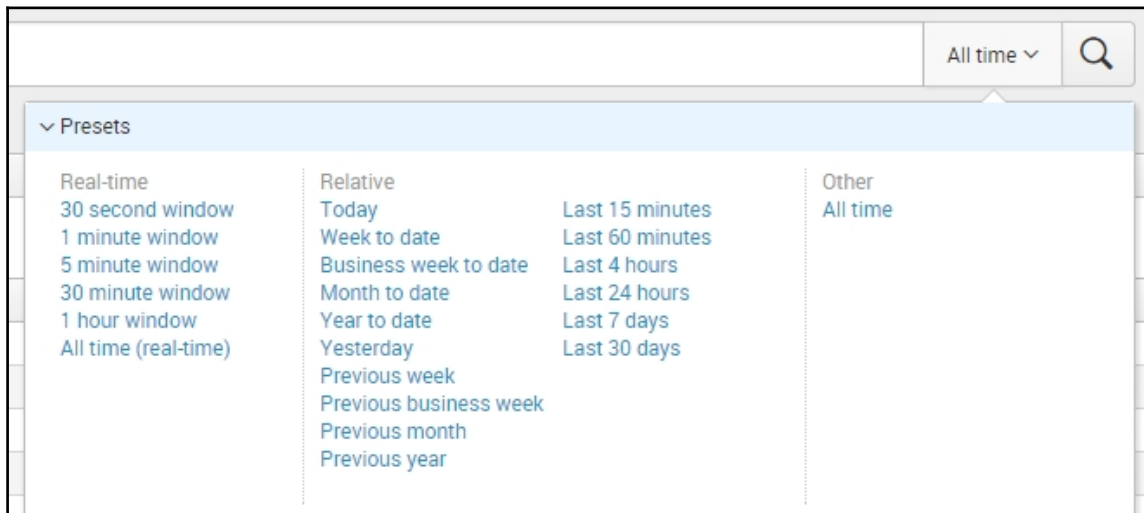 All time
Presets
Real-time
30 second window
1 minute window
5 minute window
30 minute window
1 hour window
All time (real-time)
Relative
Today
Week to date
Business week to date
Month to date
Year to date
Yesterday
Previous week
Previous business week
Previous month
Previous year
Last 15 minutes
Last 60 minutes
Last 4 hours
Last 24 hours
Last 7 days
Last 30 days
Other
All time